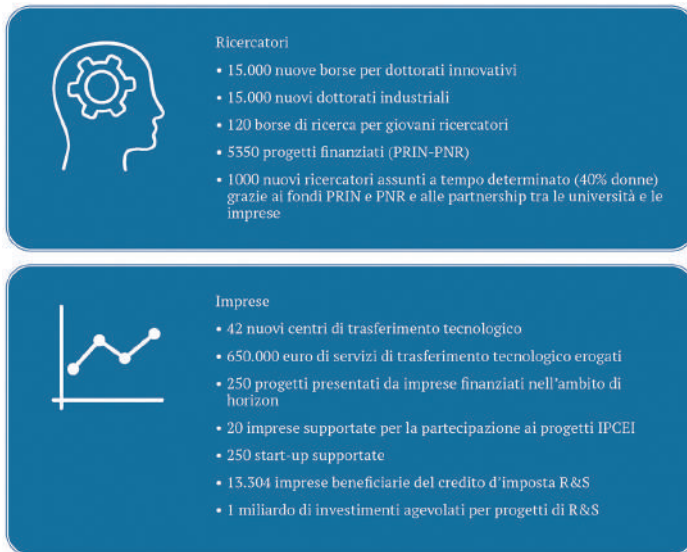 Ricercatori
• 15.000 nuove borse per dottorati innovativi
• 15.000 nuovi dottorati industriali
• 120 borse di ricerca per giovani ricercatori
• 5350 progetti finanziati (PRIN-PNR)
• 1000 nuovi ricercatori assunti a tempo determinato (40% donne)
grazie ai fondi PRIN e PNR e alle partnership tra le università e le
imprese
Imprese
• 42 nuovi centri di trasferimento tecnologico
• 650.000 euro di servizi di trasferimento tecnologico erogati
• 250 progetti presentati da imprese finanziati nell'ambito di
horizon
• 20 imprese supportate per la partecipazione ai progetti IPCEI
• 250 start-up supportate
• 13.304 imprese beneficiarie del credito d'imposta R&S
• 1 miliardo di investimenti agevolati per progetti di R&S